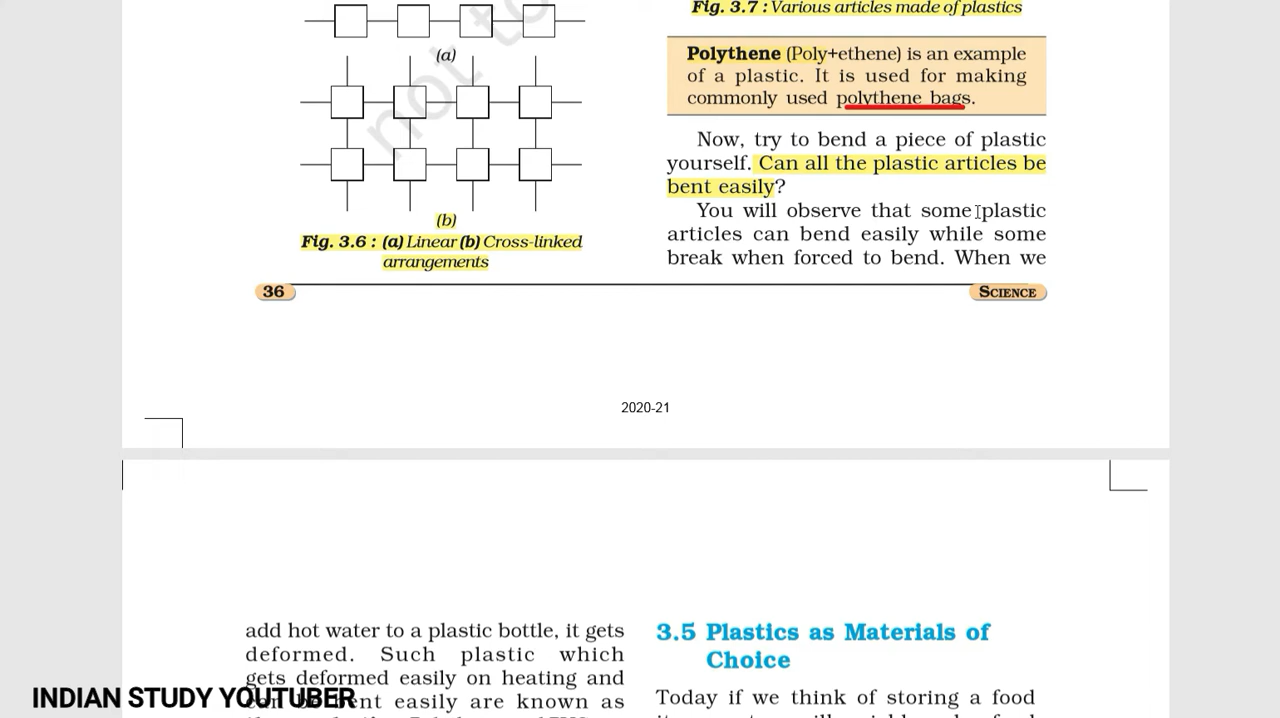 (a)
(b)
Fig. 3.6 : (a) Linear (b) Cross-linked
arrangements
Fig. 3.7 : Various articles made of plastics
Polythene (Poly+ethene) is an example
of a plastic. It is used for making
commonly used polythene bags.
Now, try to bend a piece of plastic
yourself. Can all the plastic articles be
bent easily?
You will observe that some plastic
articles can bend easily while some
break when forced to bend. When we
36
SCIENCE
2020-21
not to
add hot water to a plastic bottle, it gets
deformed. Such plastic which
gets deformed easily on heating and
can be bent easily are known as
3.5 Plastics as Materials of
Choice
Today if we think of storing a food
INDIAN STUDY YOUTUBER